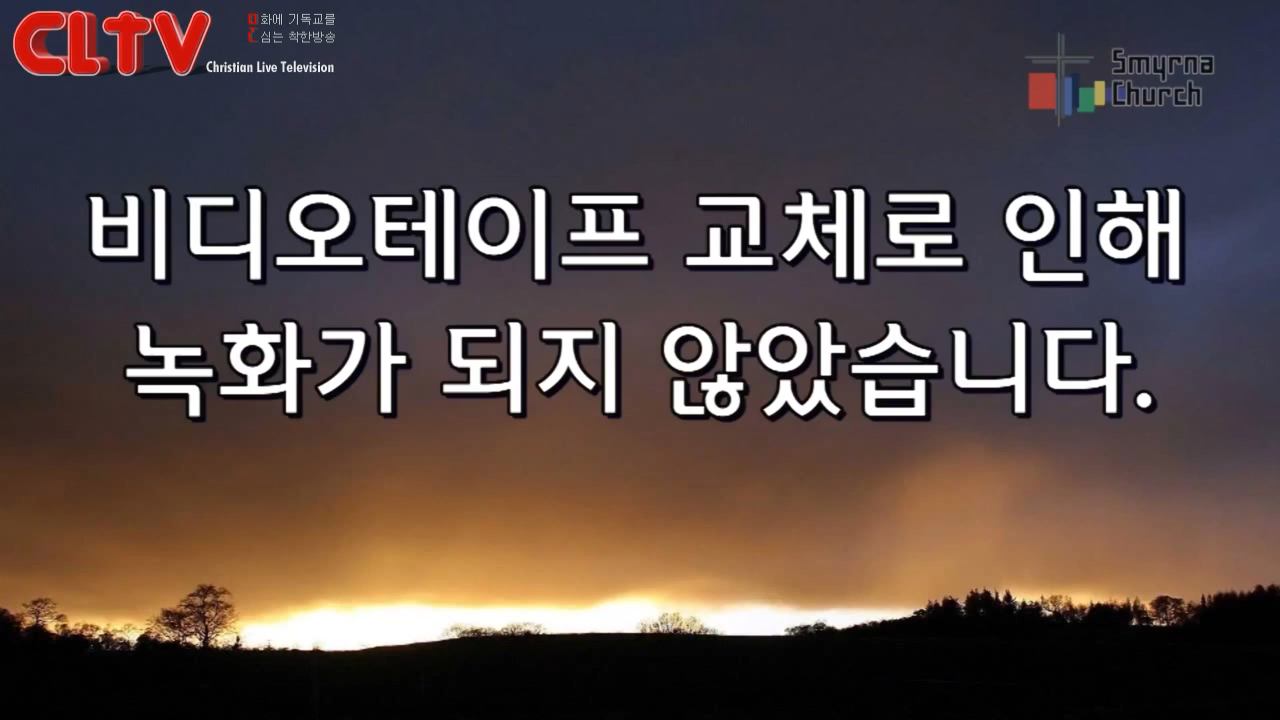 CLTV
문화에 기독교를
심는 착한방송
Christian Live Television
Smyrna
Church
비디오테이프 교체로 인해
녹화가 되지 않았습니다.